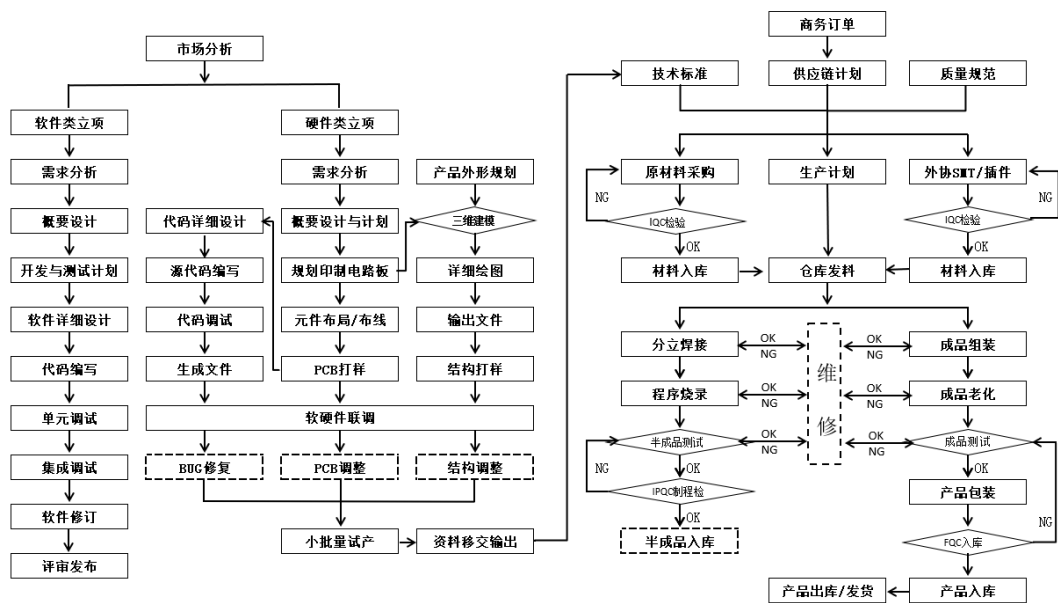 商务订单
市场分析
技术标准
供应链计划
质量规范
软件类立项
硬件类立项
需求分析
需求分析
产品外形规划
原材料采购
生产计划
外协SMT/插件
NG
NG
概要设计
代码详细设计
概要设计与计划
三维建模
IQC检验
IQC检验
OK
OK
开发与测试计划
源代码编写
规划印制电路板
详细绘图
材料入库
仓库发料
材料入库
软件详细设计
代码调试
元件布局/布线
输出文件
分立焊接
OK
NG
维修
OK
NG
成品组装
代码编写
生成文件
PCB打样
结构打样
程序烧录
OK
NG
OK
NG
成品老化
单元调试
软硬件联调
半成品测试
OK
NG
OK
NG
成品测试
集成调试
BUG修复
PCB调整
结构调整
NG
OK
OK
IPQC制程检
产品包装
软件修订
OK
OK
NG
小批量试产
资料移交输出
半成品入库
FQC入库
评审发布
产品出库/发货
产品入库